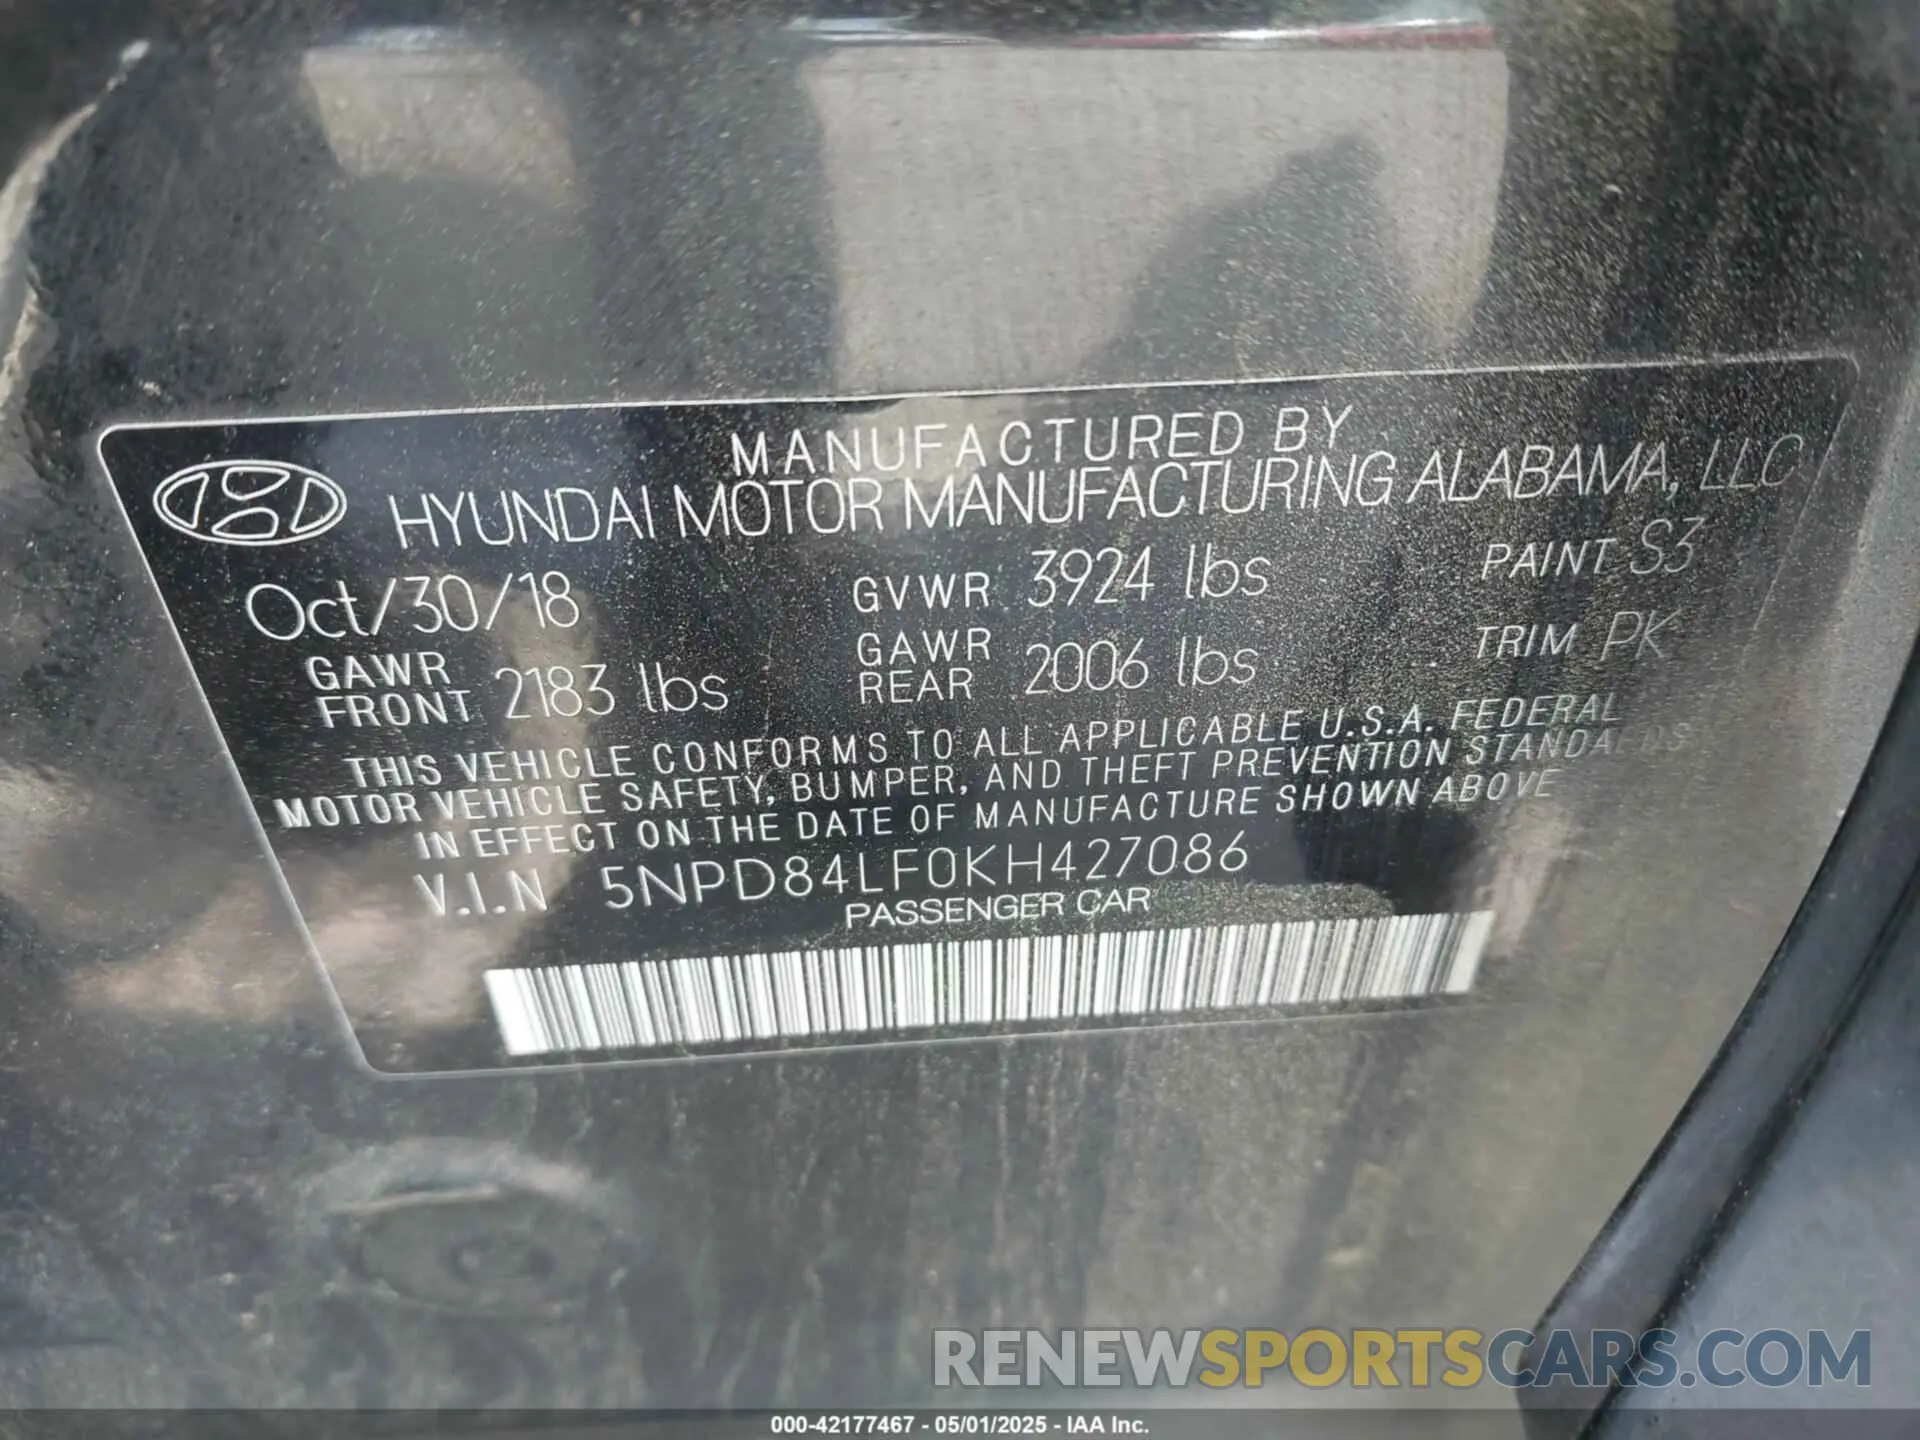 MANUFACTURED BY
HYUNDAI MOTOR MANUFACTURING ALABAMA, LLC
Oct/30/18 GVWR 3924 lbs PAINT S3
GAWR FRONT 2183 lbs GAWR REAR 2006 lbs TRIM PK
THIS VEHICLE CONFORMS TO ALL APPLICABLE U.S.A. FEDERAL
MOTOR VEHICLE SAFETY, BUMPER, AND THEFT PREVENTION STANDARDS
IN EFFECT ON THE DATE OF MANUFACTURE SHOWN ABOVE
V.I.N 5NPD84LF0KH427086
PASSENGER CAR
RENEWSPORTSCARS.COM
000-42177467 - 05/01/2025 - IAA Inc.